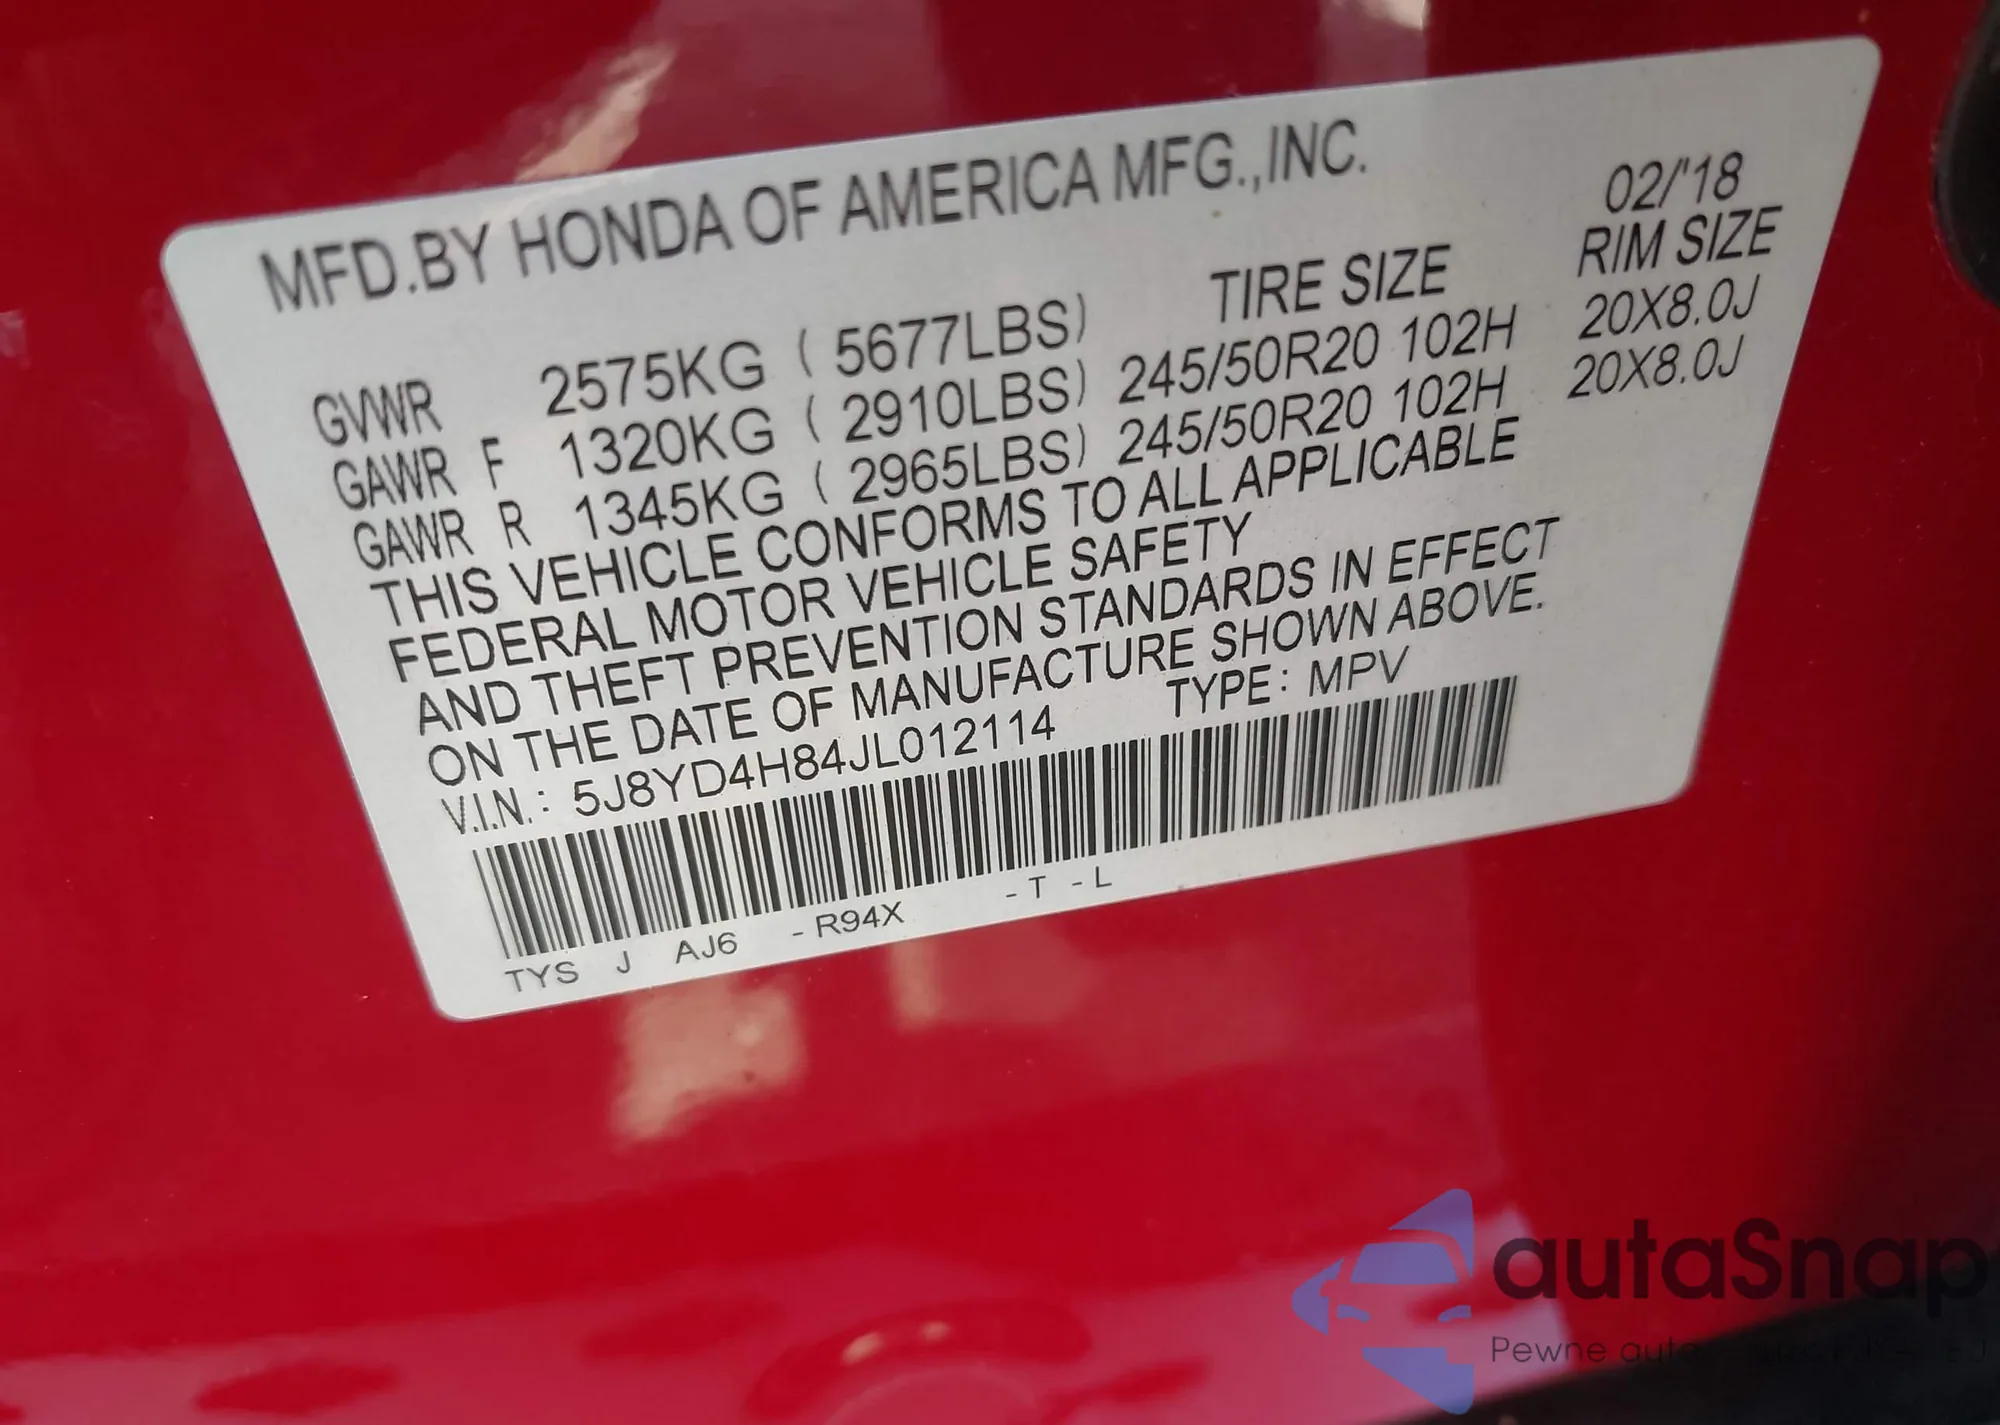 MFD.BY HONDA OF AMERICA MFG.,INC.
02/'18
TIRE SIZE RIM SIZE
GVWR 2575KG ( 5677LBS)
GAWR F 1320KG ( 2910LBS) 245/50R20 102H 20X8.0J
GAWR R 1345KG ( 2965LBS) 245/50R20 102H 20X8.0J
THIS VEHICLE CONFORMS TO ALL APPLICABLE
FEDERAL MOTOR VEHICLE SAFETY
AND THEFT PREVENTION STANDARDS IN EFFECT
ON THE DATE OF MANUFACTURE SHOWN ABOVE.
V.I.N.: 5J8YD4H84JL012114 TYPE: MPV
TYS J AJ6 -R94X -T -L
autaSnap
Pewne auto